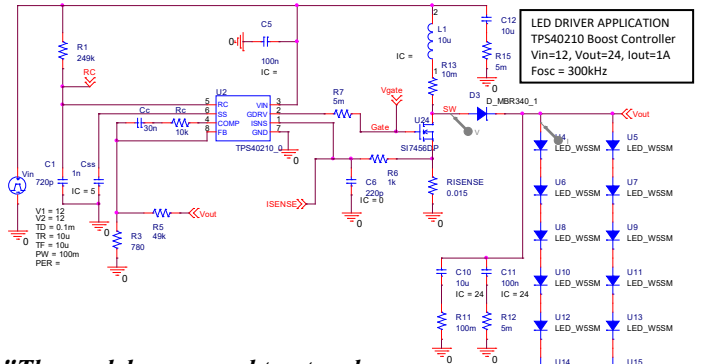 LED DRIVER APPLICATION
TPS40210 Boost Controller
Vin=12, Vout=24, Iout=1A
Fosc = 300kHz
R1
249k
RC
C5
100n
IC =
0
L1
10u
2
1
IC =
R13
10m
C12
10u
R15
5m
0
D3
D_MBR340_1
SW
V
Vout
U2
5 RC VIN 3
6 SS GDRV 2
4 COMP ISNS 1
8 FB GND 7
TPS40210_0
0
R7
5m
Vgate
Gate
U24
SI7456DP
Cc
30n
Rc
10k
C1
720p
Css
1n
IC = 5
0
Vin
V1 = 12
V2 = 12
TD = 0.1m
TR = 10u
TF = 10u
PW = 100m
PER =
0
R3
780
0
R5
49k
Vout
ISENSE
C6
220p
IC = 0
0
R6
1k
RISENSE
0.015
0
U4
LED_W5SM
U5
LED_W5SM
U6
LED_W5SM
U7
LED_W5SM
U8
LED_W5SM
U9
LED_W5SM
U10
LED_W5SM
U11
LED_W5SM
U12
LED_W5SM
U13
LED_W5SM
U14
U15
C10
10u
IC = 24
C11
100n
IC = 24
R11
100m
R12
5m
0
0